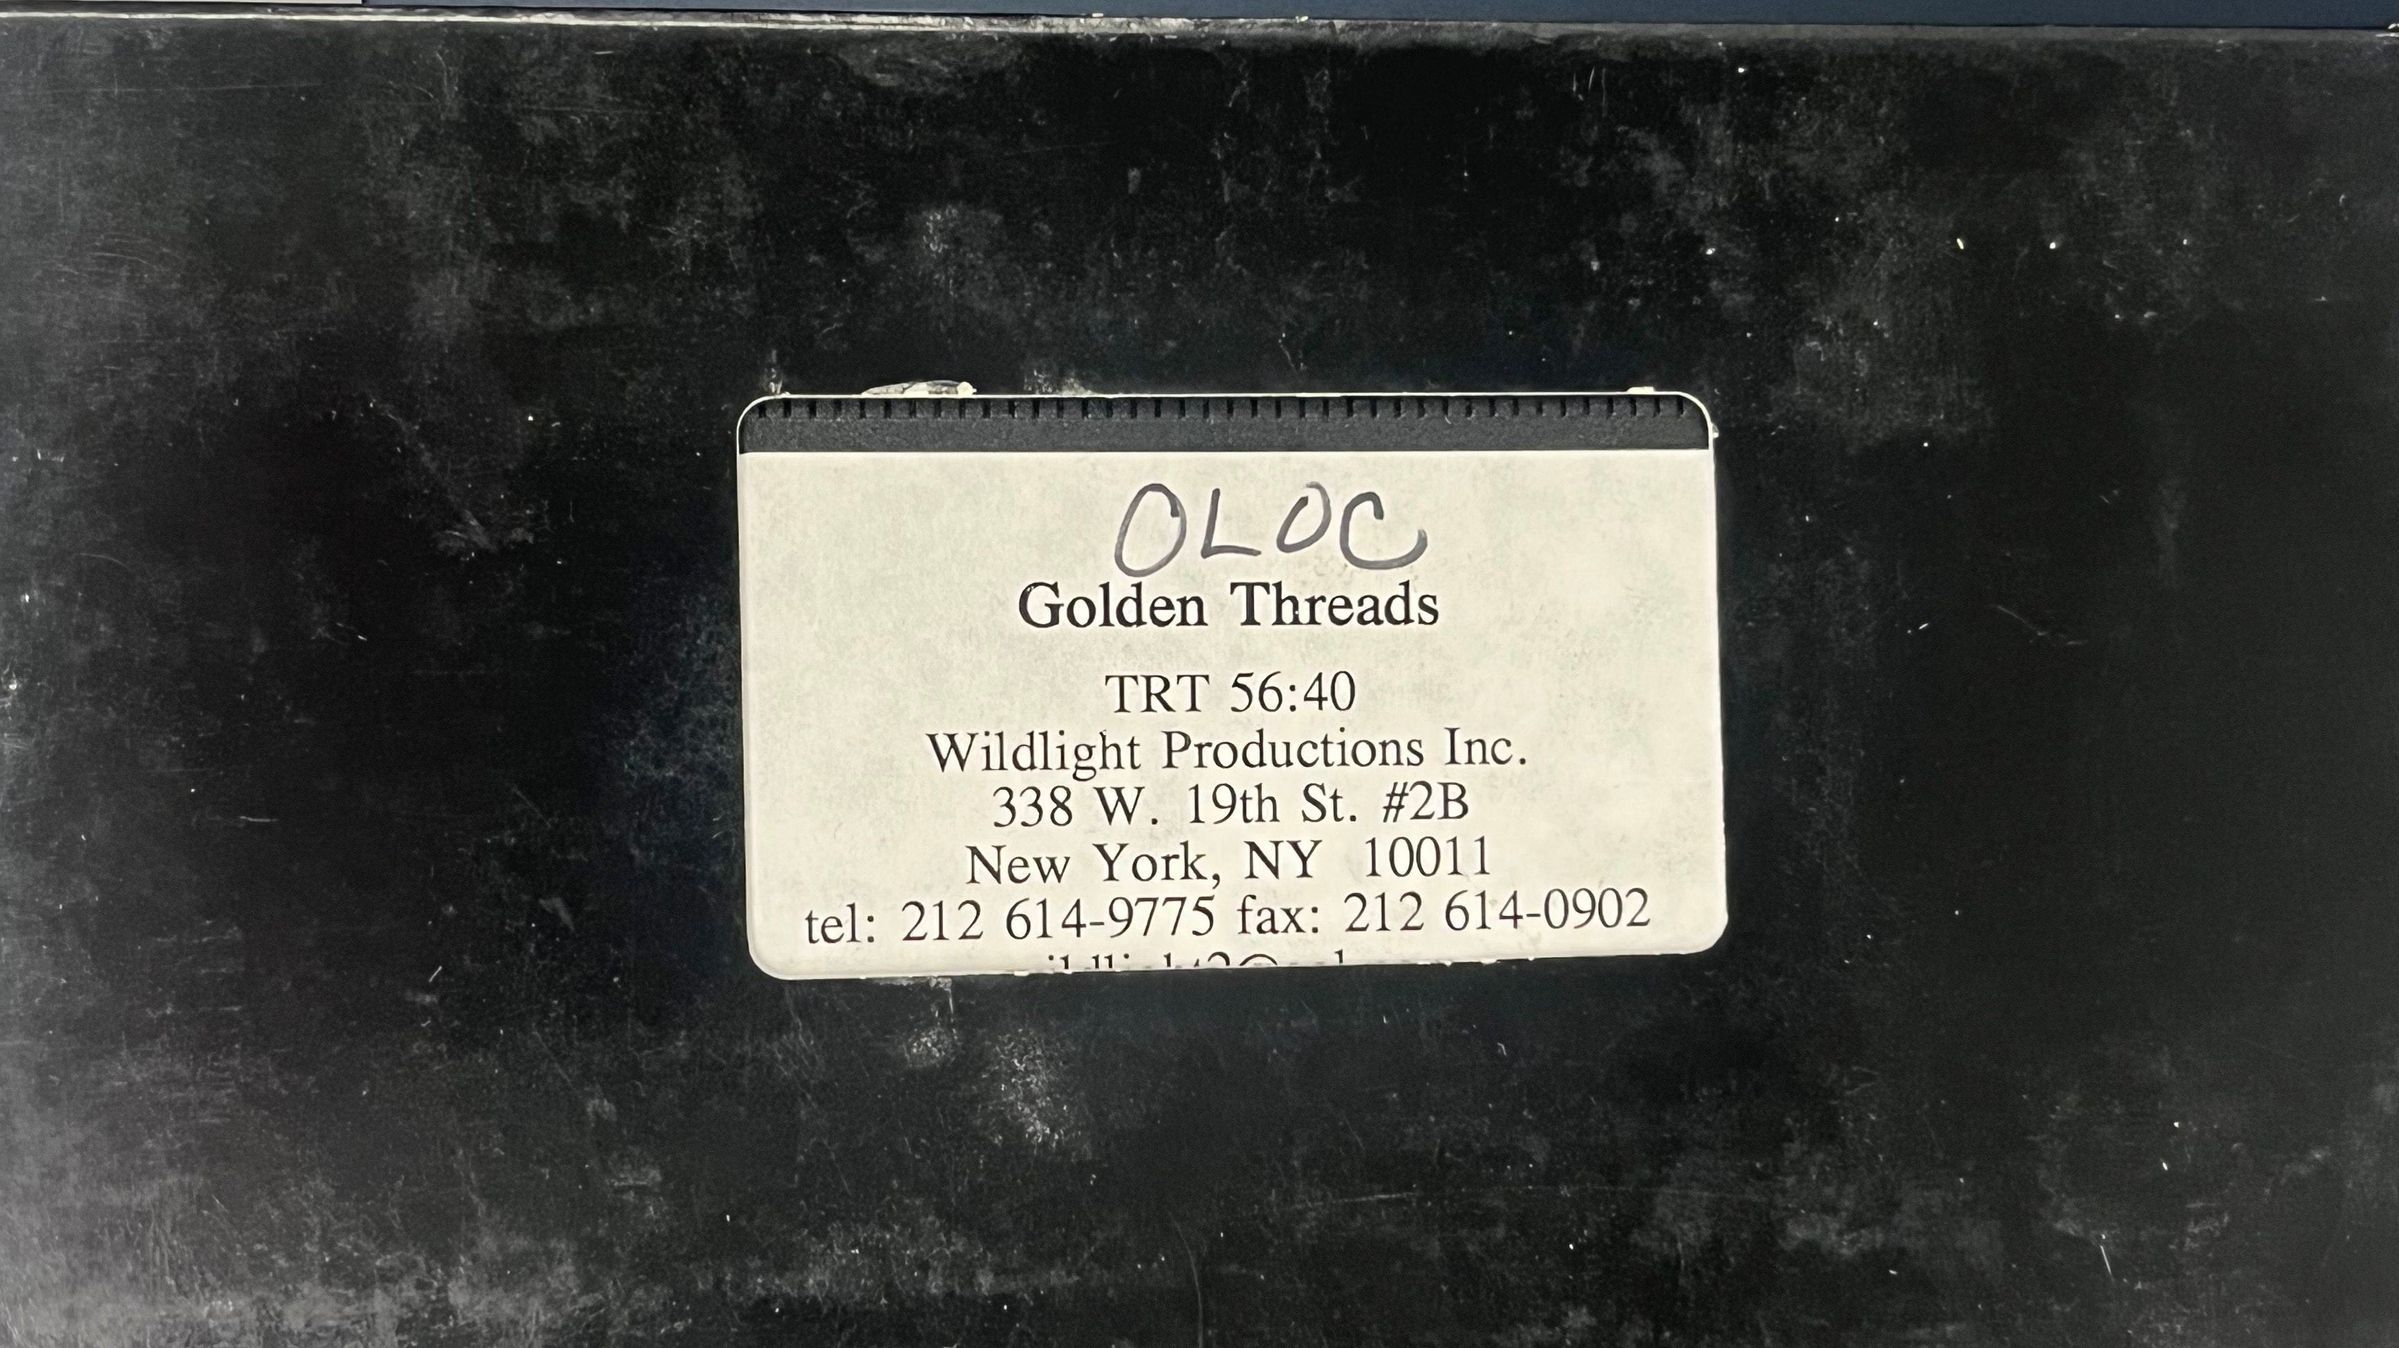 OLOC
Golden Threads
TRT 56:40
Wildlight Productions Inc.
338 W. 19th St. #2B
New York, NY 10011
tel: 212 614-9775 fax: 212 614-0902